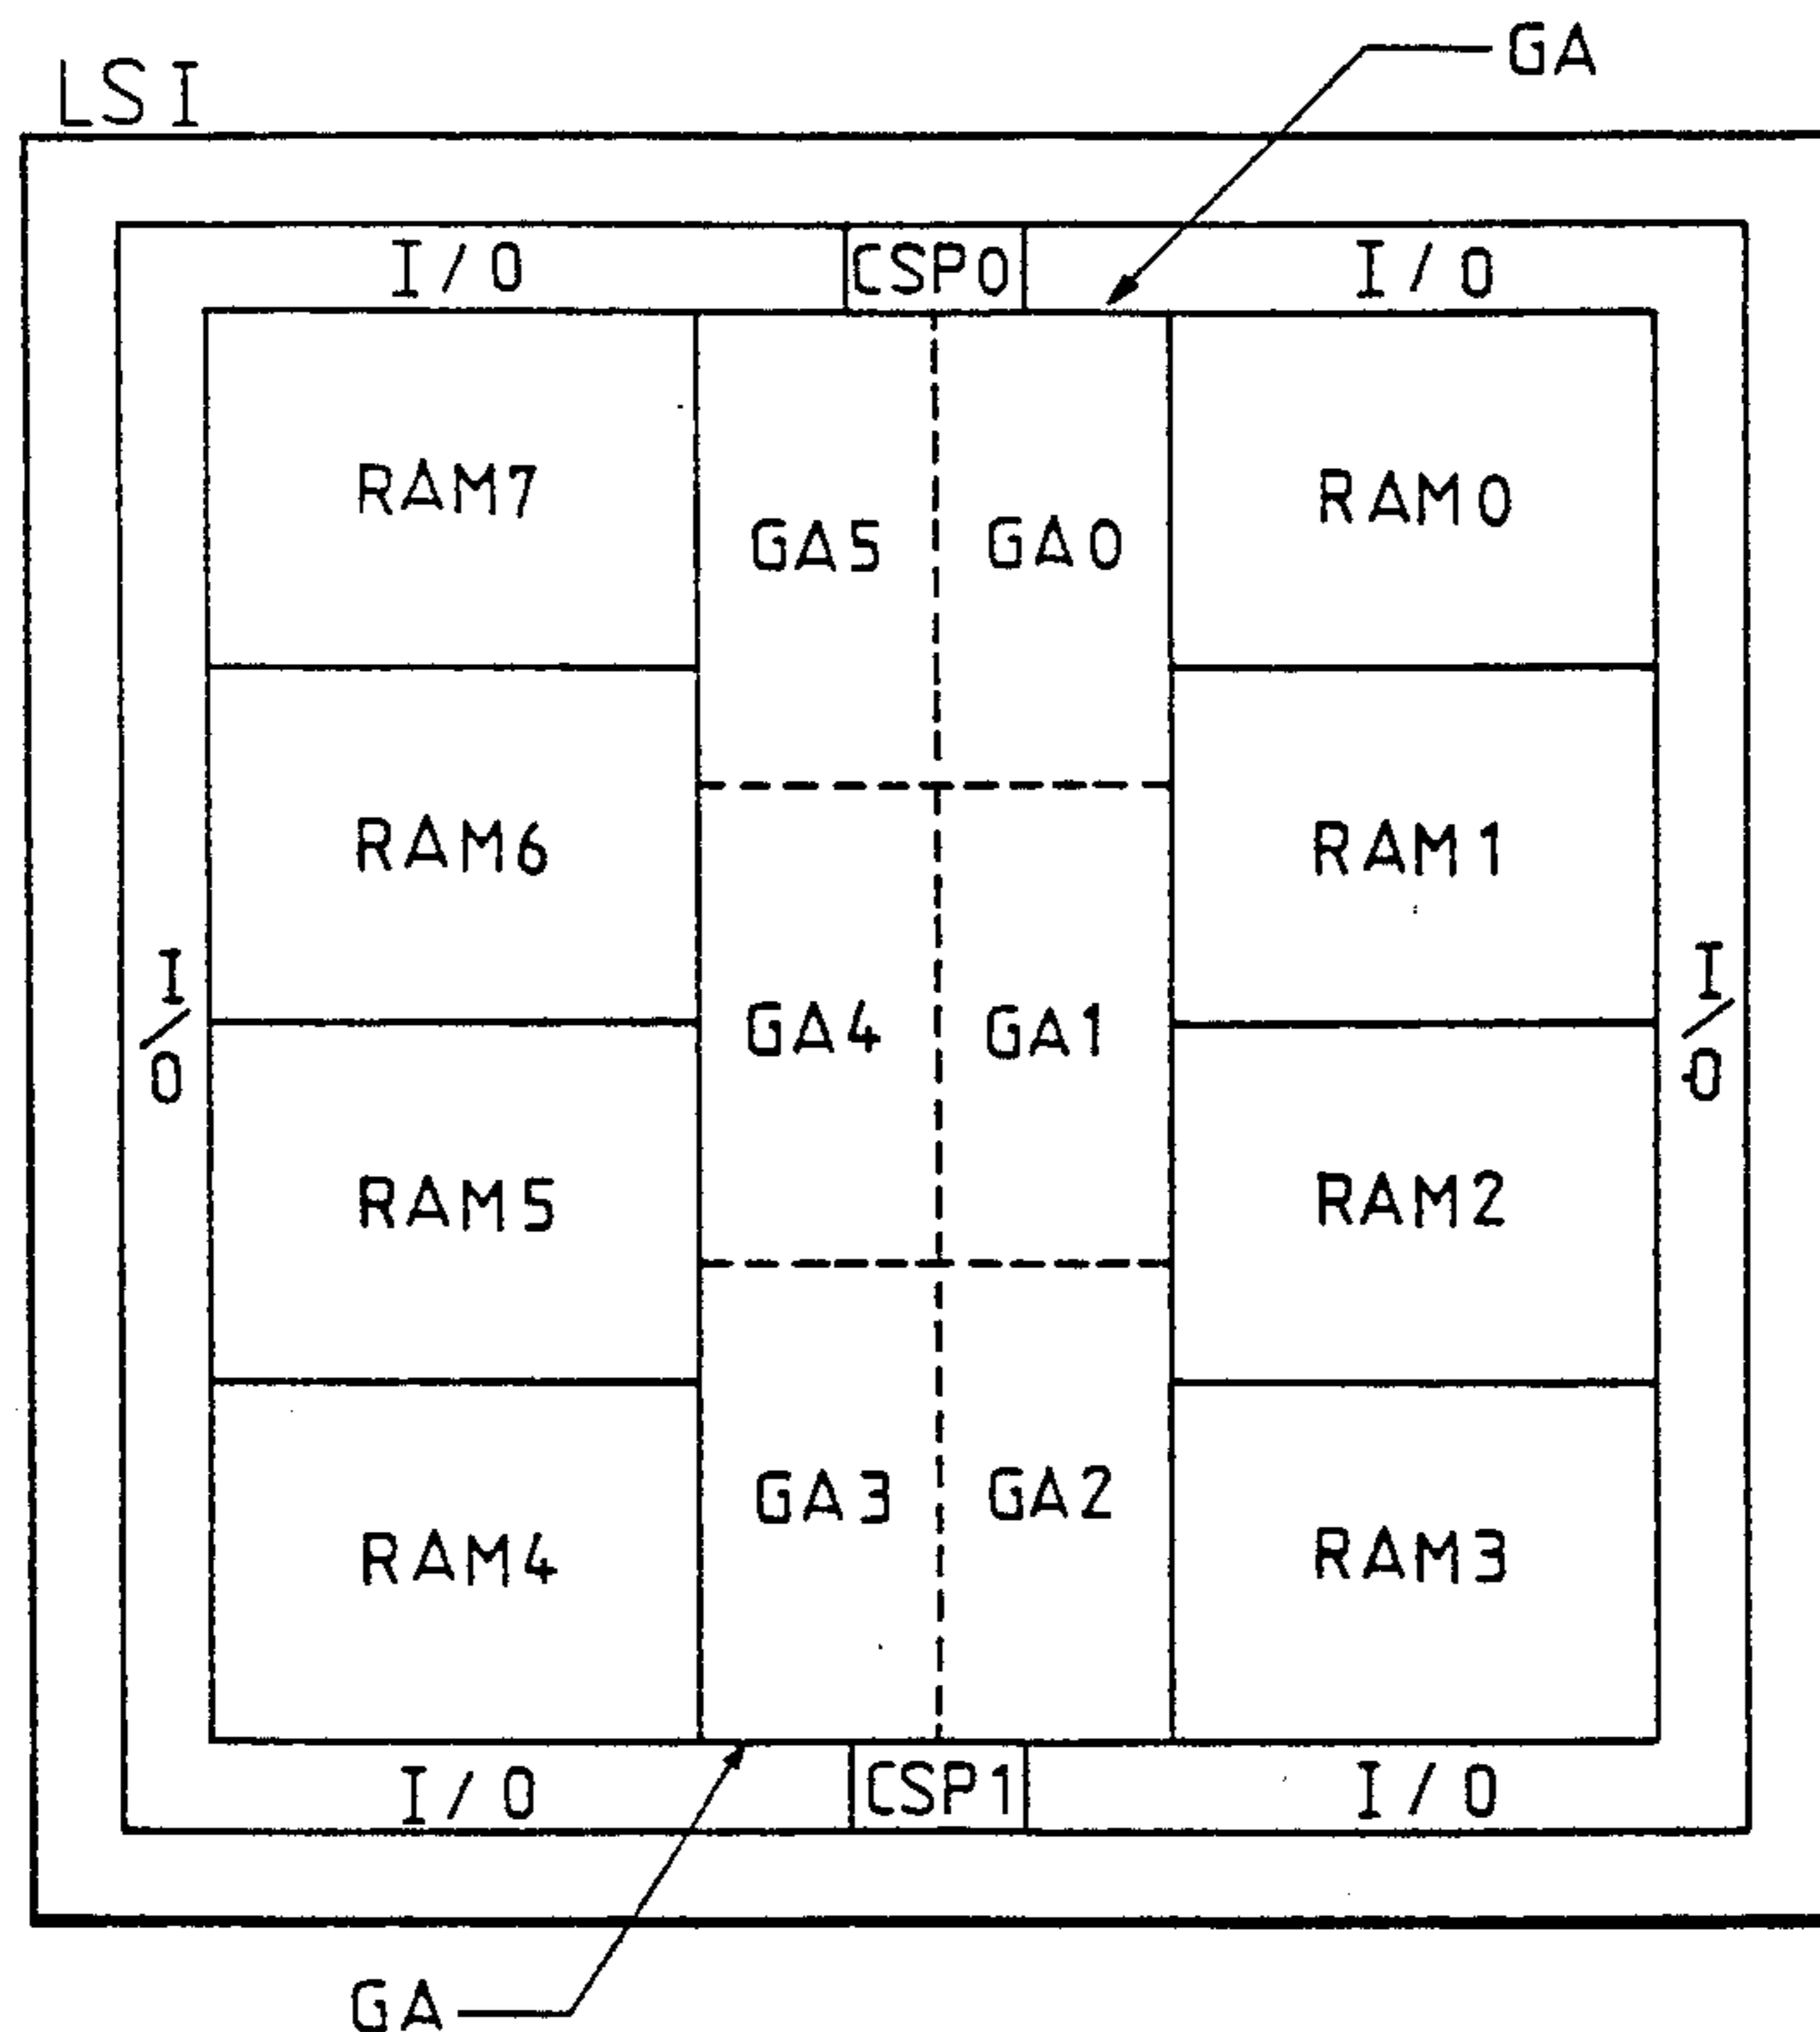 GA
LSI
I/O CSP0 I/O
RAM7 RAM0
GA5 GA0
RAM6 RAM1
I/O I/O
GA4 GA1
RAM5 RAM2
GA3 GA2
RAM4 RAM3
I/O CSP1 I/O
GA